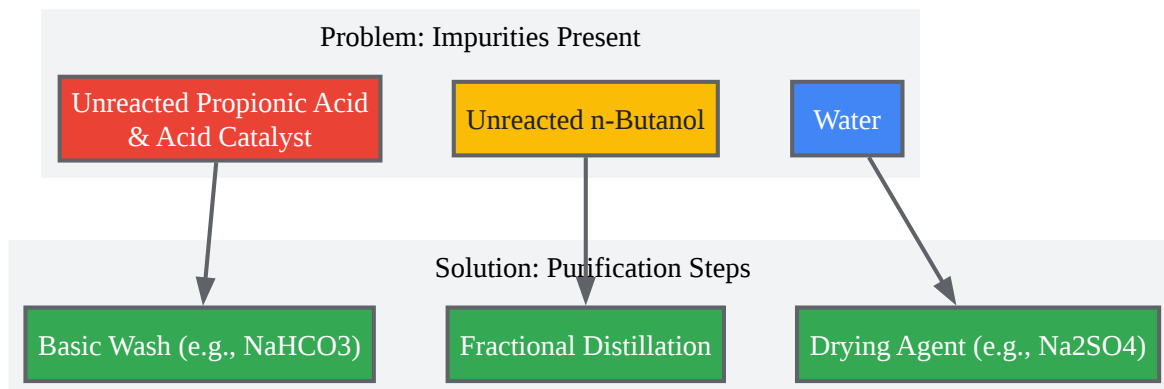 Problem: Impurities Present
Unreacted Propionic Acid
& Acid Catalyst
Unreacted n-Butanol
Water
Solution: Purification Steps
Basic Wash (e.g., NaHCO3)
Fractional Distillation
Drying Agent (e.g., Na2SO4)